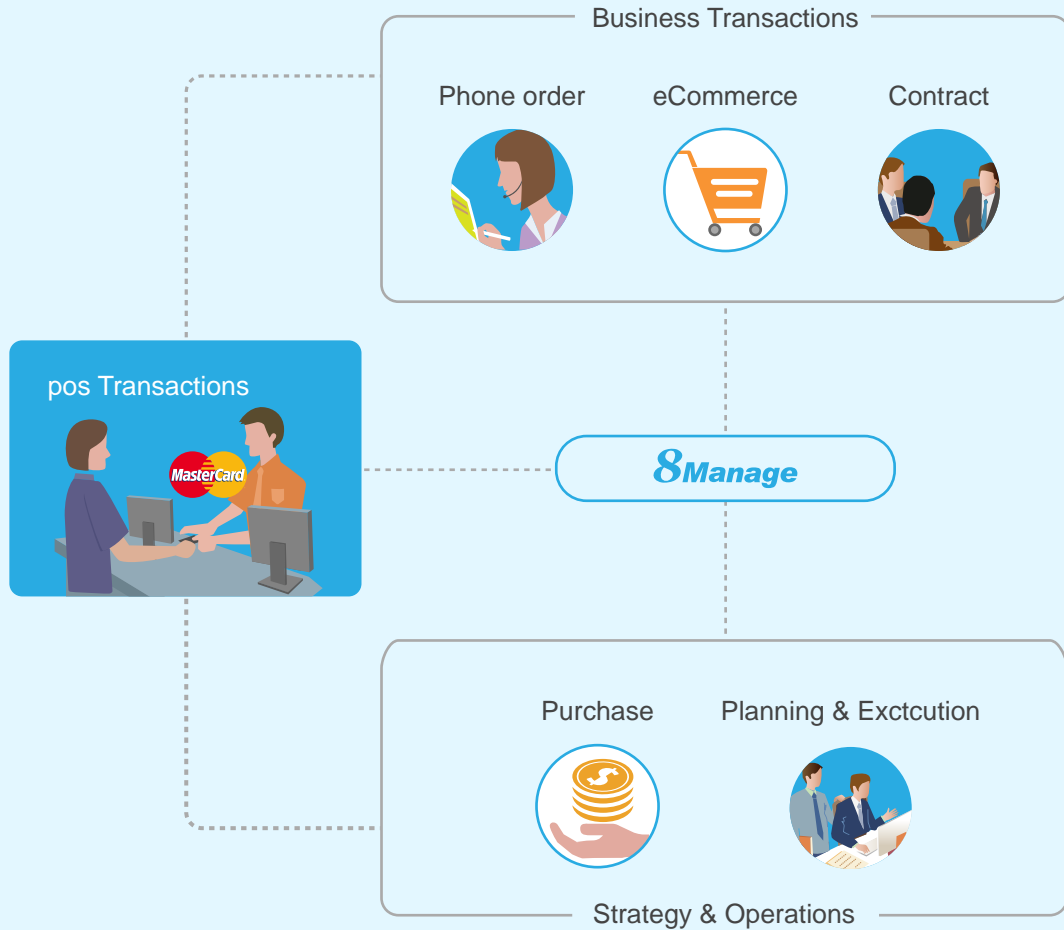 Business Transactions
Phone order
eCommerce
Contract
pos Transactions
MasterCard
8Manage
Purchase
Planning & Exctcution
Strategy & Operations